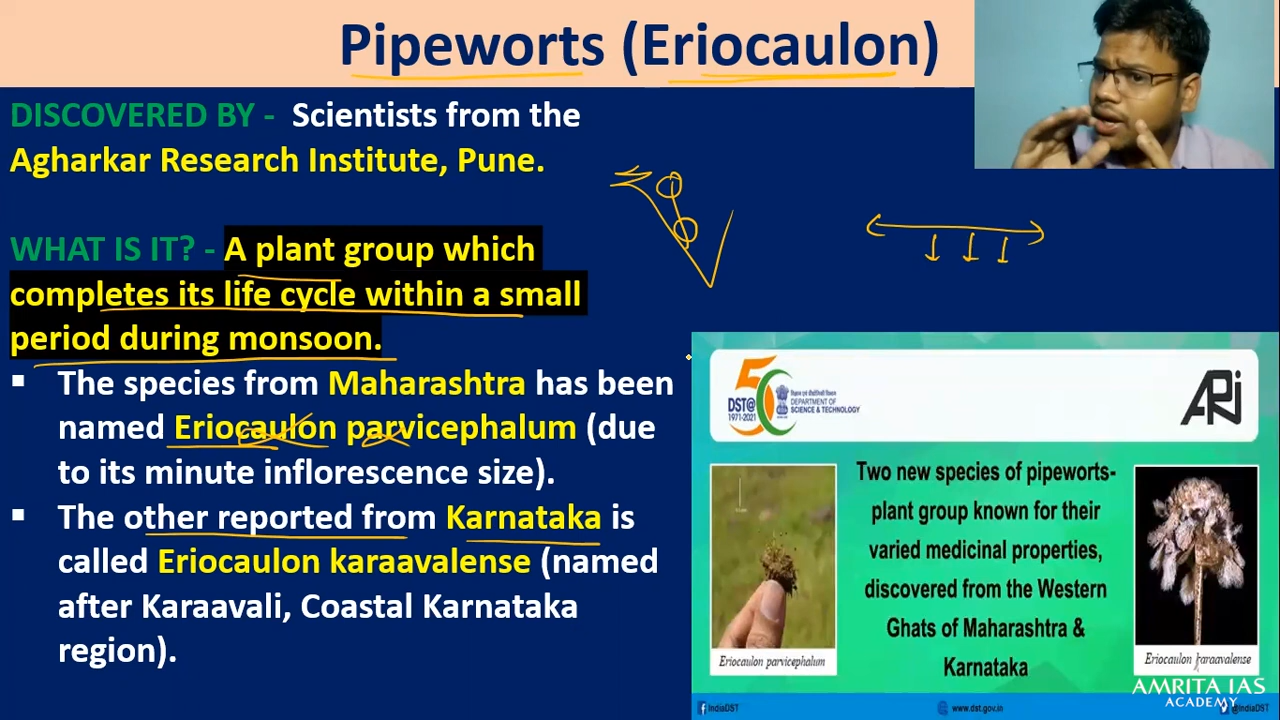 Pipeworts (Eriocaulon)
DISCOVERED BY - Scientists from the
Agharkar Research Institute, Pune.
WHAT IS IT? - A plant group which
completes its life cycle within a small
period during monsoon.
▪ The species from Maharashtra has been
named Eriocaulon parvicephalum (due
to its minute inflorescence size).
▪ The other reported from Karnataka is
called Eriocaulon karaavalense (named
after Karaavali, Coastal Karnataka
region).
50
DST@
1971-2021
DEPARTMENT OF
SCIENCE & TECHNOLOGY
ARi
Two new species of pipeworts-
plant group known for their
varied medicinal properties,
discovered from the Western
Ghats of Maharashtra &
Karnataka
Eriocaulon parvicephalum
Eriocaulon karaavalense
AMRITA IAS
ACADEMY
IndiaDST
www.dst.gov.in
@IndiaDST